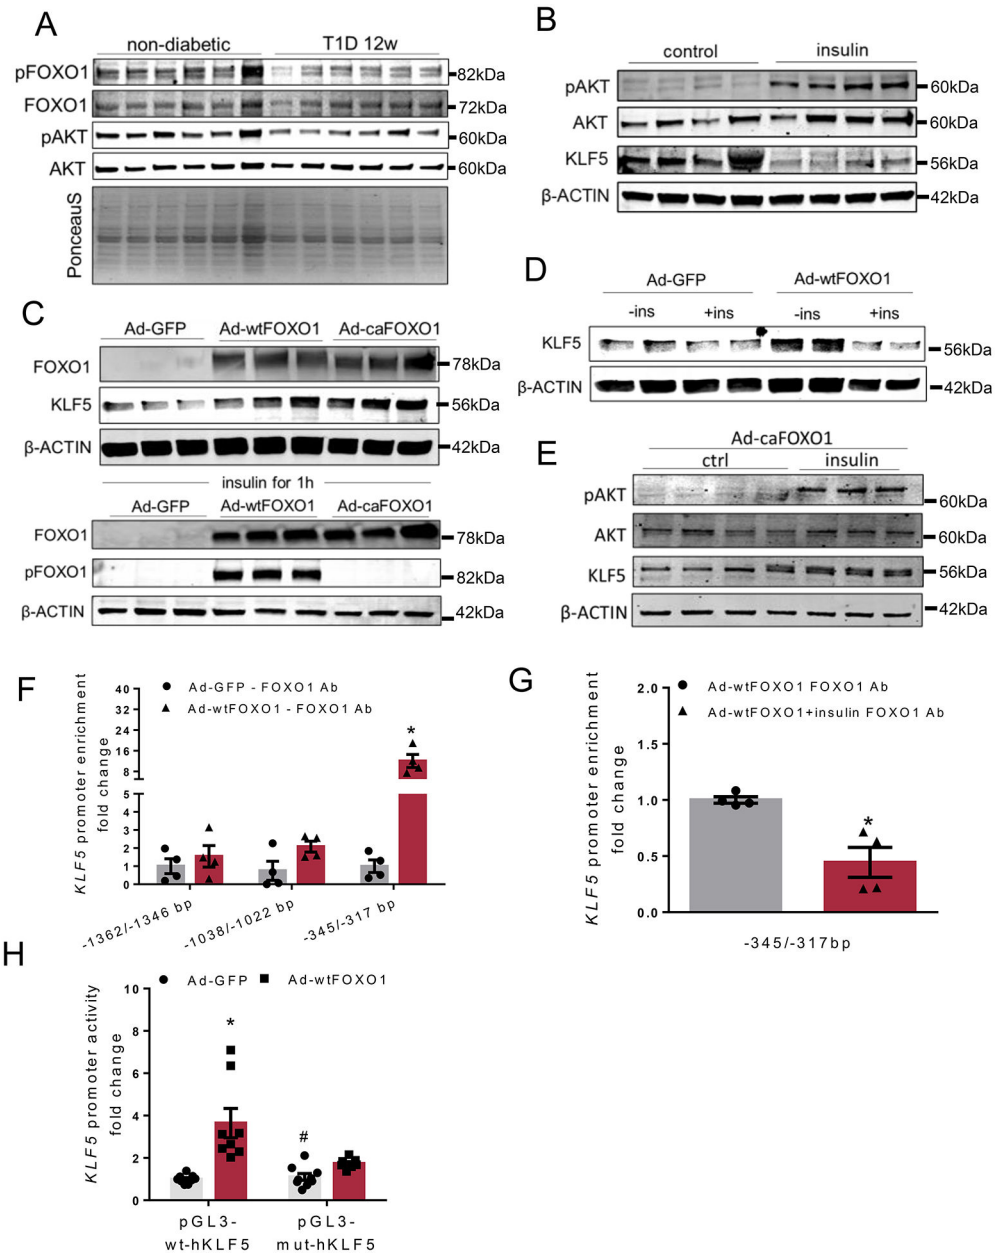 A
non-diabetic T1D 12w
pFOXO1 82kDa
FOXO1 72kDa
pAKT 60kDa
AKT 60kDa
PonceauS
B
control insulin
pAKT 60kDa
AKT 60kDa
KLF5 56kDa
β-ACTIN 42kDa
C
Ad-GFP Ad-wtFOXO1 Ad-caFOXO1
FOXO1 78kDa
KLF5 56kDa
β-ACTIN 42kDa
insulin for 1h
Ad-GFP Ad-wtFOXO1 Ad-caFOXO1
FOXO1 78kDa
pFOXO1 82kDa
β-ACTIN 42kDa
D
Ad-GFP Ad-wtFOXO1
-ins +ins -ins +ins
KLF5 56kDa
β-ACTIN 42kDa
E
Ad-caFOXO1
ctrl insulin
pAKT 60kDa
AKT 60kDa
KLF5 56kDa
β-ACTIN 42kDa
F
KLF5 promoter enrichment
fold change
Ad-GFP - FOXO1 Ab
Ad-wtFOXO1 - FOXO1 Ab
40
32
24
16
8
5
4
3
2
1
0
*
-1362/-1346 bp
-1038/-1022 bp
-345/-317 bp
G
KLF5 promoter enrichment
fold change
Ad-wtFOXO1 FOXO1 Ab
Ad-wtFOXO1+insulin FOXO1 Ab
2.0
1.5
1.0
0.5
0.0
*
-345/-317bp
H
KLF5 promoter activity
fold change
Ad-GFP Ad-wtFOXO1
10
8
6
4
2
0
*
#
pGL3-
wt-hKLF5
pGL3-
mut-hKLF5